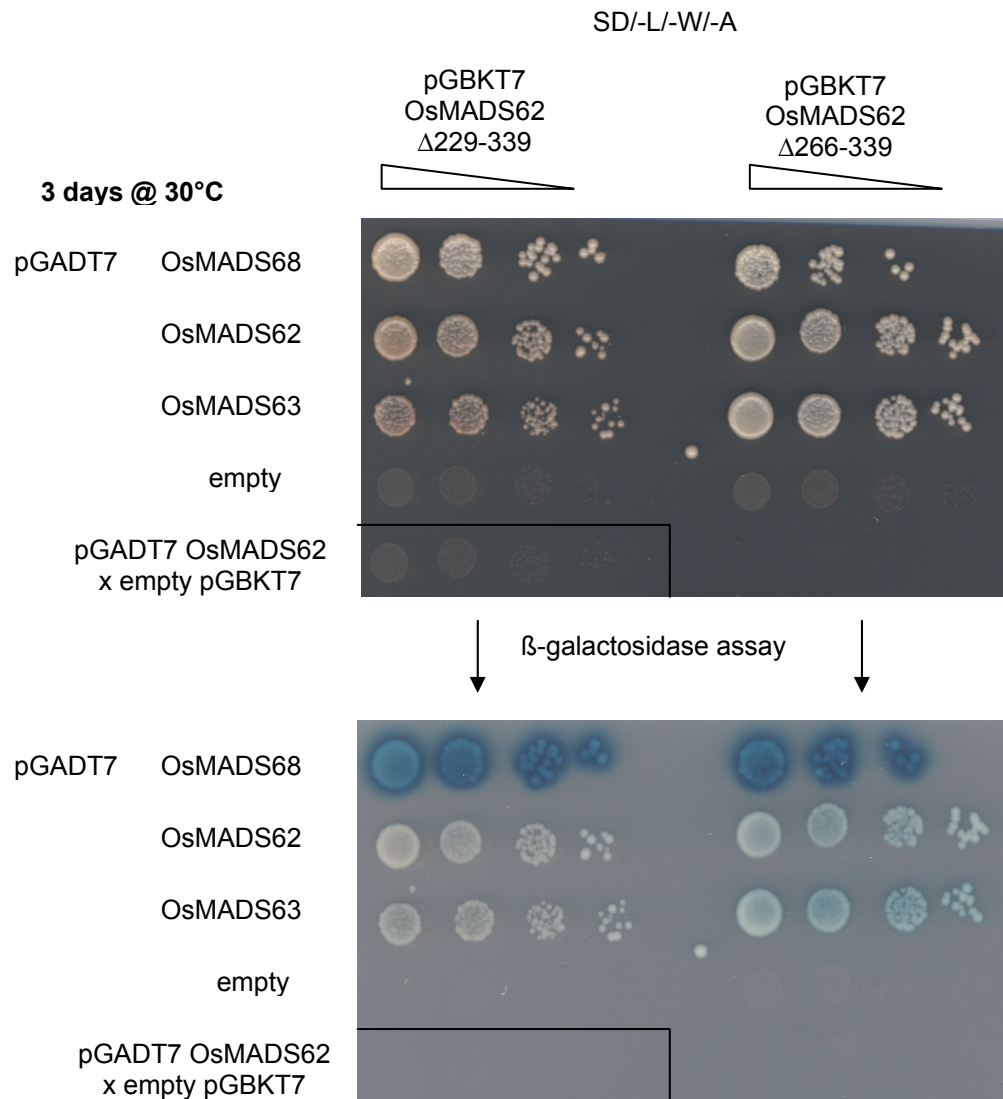 SD/-L/-W/-A
pGBKT7
OsMADS62
Δ229-339
pGBKT7
OsMADS62
Δ266-339
3 days @ 30°C
pGADT7 OsMADS68
OsMADS62
OsMADS63
empty
pGADT7 OsMADS62
x empty pGBKT7
ß-galactosidase assay
pGADT7 OsMADS68
OsMADS62
OsMADS63
empty
pGADT7 OsMADS62
x empty pGBKT7